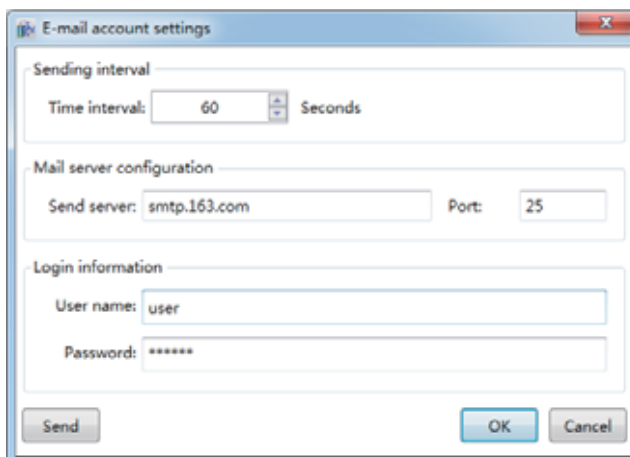 E-mail account settings
Sending interval
Time interval: 60 Seconds
Mail server configuration
Send server: smtp.163.com Port: 25
Login information
User name: user
Password: ******
Send OK Cancel